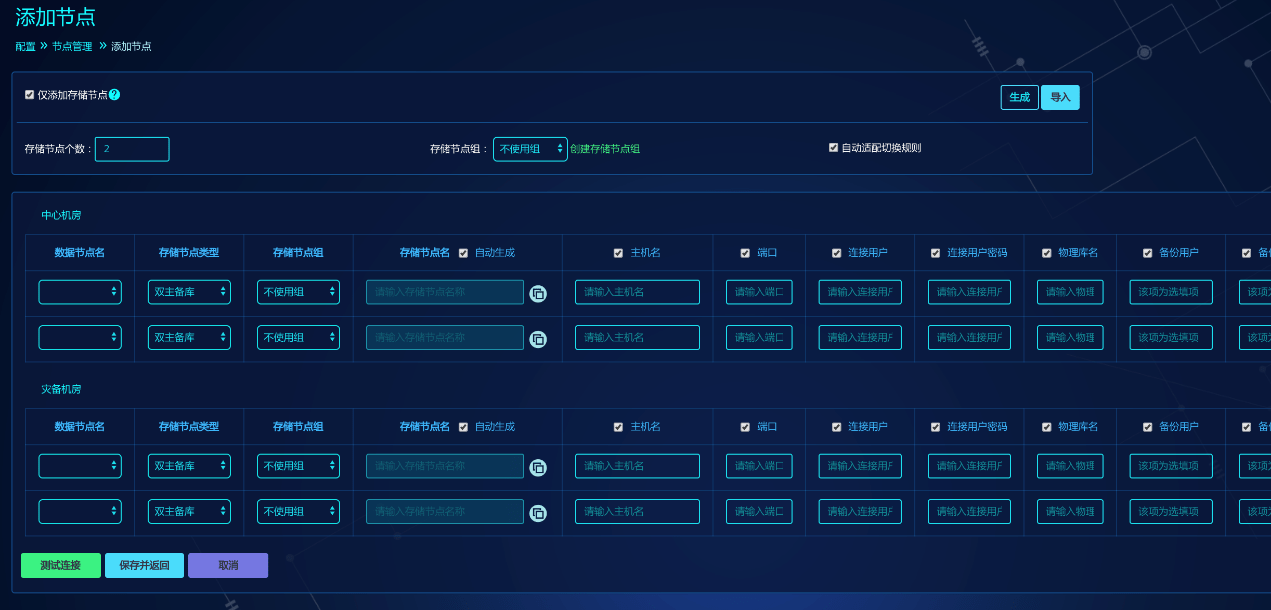 添加节点
配置 » 节点管理 » 添加节点
仅添加存储节点 ? 生成 导入
存储节点个数： 2 存储节点组： 不使用组 创建存储节点组 自动适配切换规则
中心机房
数据节点名 存储节点类型 存储节点组 存储节点名 自动生成 主机名 端口 连接用户 连接用户密码 物理库名 备份用户
双主备库 不使用组 请输入存储节点名称 请输入主机名 请输入端口 请输入连接用 请输入连接用 请输入物理 该项为选填项 该项
双主备库 不使用组 请输入存储节点名称 请输入主机名 请输入端口 请输入连接用 请输入连接用 请输入物理 该项为选填项 该项
灾备机房
数据节点名 存储节点类型 存储节点组 存储节点名 自动生成 主机名 端口 连接用户 连接用户密码 物理库名 备份用户
双主备库 不使用组 请输入存储节点名称 请输入主机名 请输入端口 请输入连接用 请输入连接用 请输入物理 该项为选填项 该项
双主备库 不使用组 请输入存储节点名称 请输入主机名 请输入端口 请输入连接用 请输入连接用 请输入物理 该项为选填项 该项
测试连接 保存并返回 取消